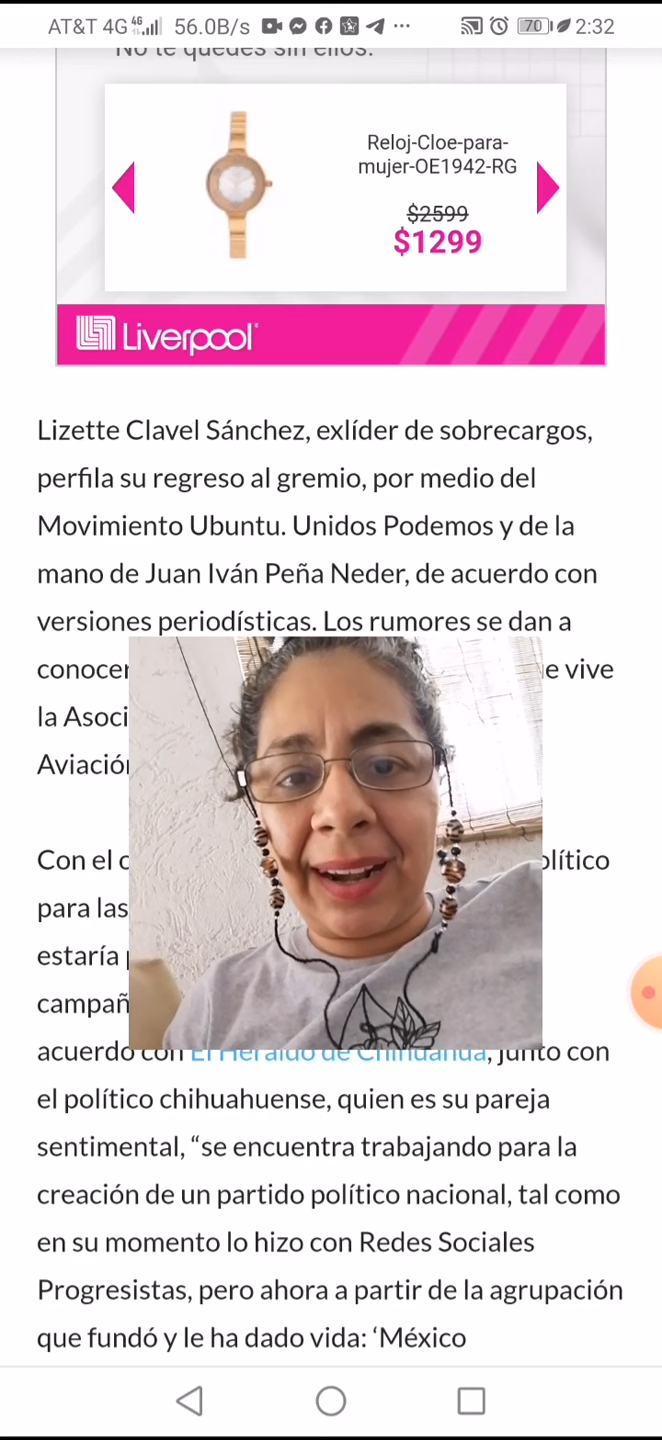 AT&T 4G 4G 56.0B/s ... 70 2:32
No te quedes sin ellos.
Reloj-Cloe-para-
mujer-OE1942-RG
$2599
$1299
Liverpool
Lizette Clavel Sánchez, exlíder de sobrecargos,
perfila su regreso al gremio, por medio del
Movimiento Ubuntu. Unidos Podemos y de la
mano de Juan Iván Peña Neder, de acuerdo con
versiones periodísticas. Los rumores se dan a
conocer e vive
la Asoci
Aviación
Con el olítico
para las
estaría
campañ
acuerdo con El Heraldo de Chihuahua, junto con
el político chihuahuense, quien es su pareja
sentimental, “se encuentra trabajando para la
creación de un partido político nacional, tal como
en su momento lo hizo con Redes Sociales
Progresistas, pero ahora a partir de la agrupación
que fundó y le ha dado vida: ‘México